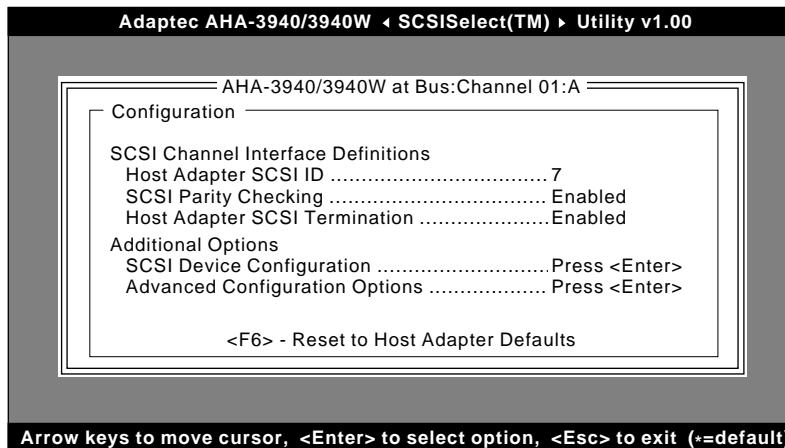 Adaptec AHA-3940/3940W ◂ SCSISelect(TM) ▸ Utility v1.00
AHA-3940/3940W at Bus:Channel 01:A
Configuration
SCSI Channel Interface Definitions
Host Adapter SCSI ID .................................. 7
SCSI Parity Checking .................................. Enabled
Host Adapter SCSI Termination ..................... Enabled
Additional Options
SCSI Device Configuration ........................... Press <Enter>
Advanced Configuration Options ................... Press <Enter>
<F6> - Reset to Host Adapter Defaults
Arrow keys to move cursor, <Enter> to select option, <Esc> to exit (*=default)